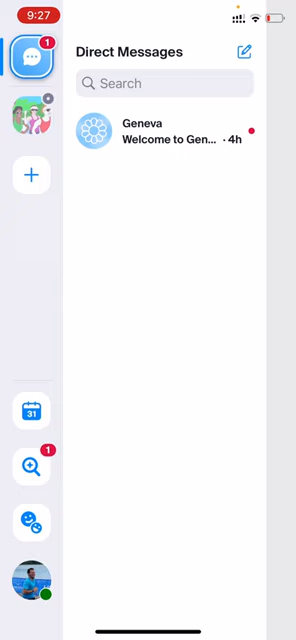 9:27
1
Direct Messages
Search
Geneva
Welcome to Gen... · 4h
31
1